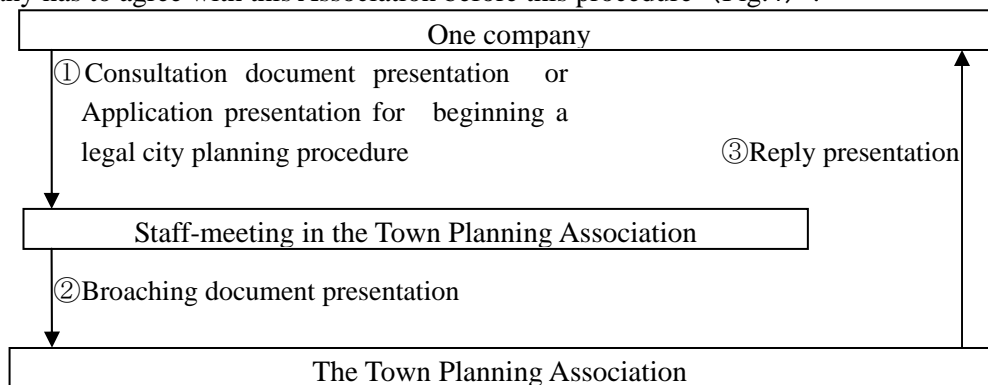 any has to agree with this Association before this procedure (Fig.7).
One company
①Consultation document presentation or
Application presentation for beginning a
legal city planning procedure
③Reply presentation
Staff-meeting in the Town Planning Association
②Broaching document presentation
The Town Planning Association